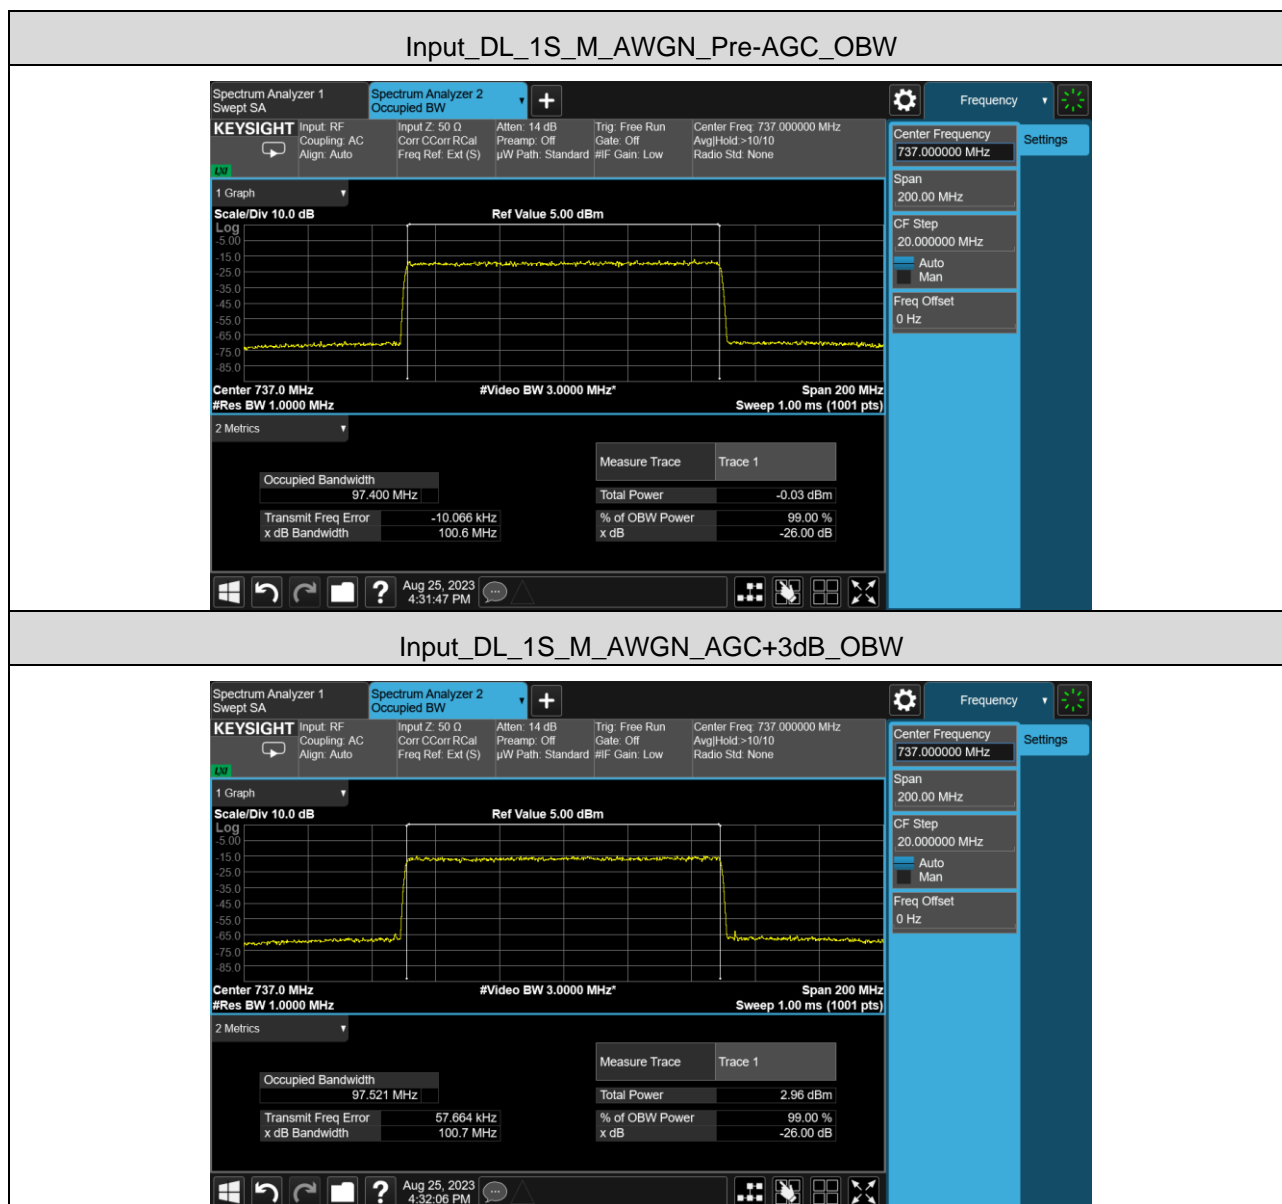 Input_DL_1S_M_AWGN_Pre-AGC_OBW
Spectrum Analyzer 1
Swept SA
Spectrum Analyzer 2
Occupied BW
Frequency
KEYSIGHT
Input: RF
Coupling: AC
Align: Auto
Input Z: 50 Ω
Corr CCorr RCal
Freq Ref: Ext (S)
Atten: 14 dB
Preamp: Off
µW Path: Standard
Trig: Free Run
Gate: Off
#IF Gain: Low
Center Freq: 737.000000 MHz
Avg|Hold:>10/10
Radio Std: None
LXI
Center Frequency
737.000000 MHz
Settings
Span
200.00 MHz
CF Step
20.000000 MHz
Auto
Man
Freq Offset
0 Hz
1 Graph
Scale/Div 10.0 dB
Ref Value 5.00 dBm
Log
-5.00
-15.0
-25.0
-35.0
-45.0
-55.0
-65.0
-75.0
-85.0
Center 737.0 MHz
#Video BW 3.0000 MHz*
Span 200 MHz
#Res BW 1.0000 MHz
Sweep 1.00 ms (1001 pts)
2 Metrics
Measure Trace
Trace 1
Occupied Bandwidth
97.400 MHz
Total Power
-0.03 dBm
Transmit Freq Error
-10.066 kHz
% of OBW Power
99.00 %
x dB Bandwidth
100.6 MHz
x dB
-26.00 dB
?
Aug 25, 2023
4:31:47 PM
Input_DL_1S_M_AWGN_AGC+3dB_OBW
Spectrum Analyzer 1
Swept SA
Spectrum Analyzer 2
Occupied BW
Frequency
KEYSIGHT
Input: RF
Coupling: AC
Align: Auto
Input Z: 50 Ω
Corr CCorr RCal
Freq Ref: Ext (S)
Atten: 14 dB
Preamp: Off
µW Path: Standard
Trig: Free Run
Gate: Off
#IF Gain: Low
Center Freq: 737.000000 MHz
Avg|Hold:>10/10
Radio Std: None
LXI
Center Frequency
737.000000 MHz
Settings
Span
200.00 MHz
CF Step
20.000000 MHz
Auto
Man
Freq Offset
0 Hz
1 Graph
Scale/Div 10.0 dB
Ref Value 5.00 dBm
Log
-5.00
-15.0
-25.0
-35.0
-45.0
-55.0
-65.0
-75.0
-85.0
Center 737.0 MHz
#Video BW 3.0000 MHz*
Span 200 MHz
#Res BW 1.0000 MHz
Sweep 1.00 ms (1001 pts)
2 Metrics
Measure Trace
Trace 1
Occupied Bandwidth
97.521 MHz
Total Power
2.96 dBm
Transmit Freq Error
57.664 kHz
% of OBW Power
99.00 %
x dB Bandwidth
100.7 MHz
x dB
-26.00 dB
?
Aug 25, 2023
4:32:06 PM